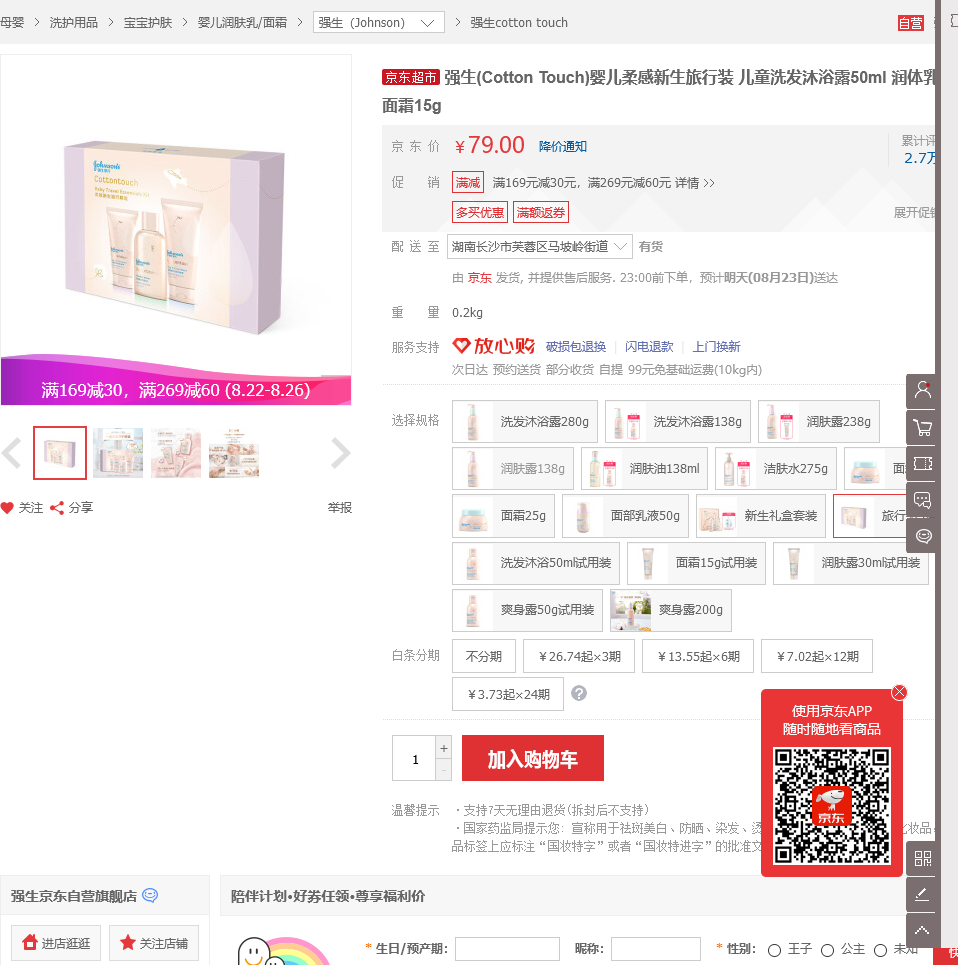 母婴 > 洗护用品 > 宝宝护肤 > 婴儿润肤乳/面霜 > 强生（Johnson） > 强生cotton touch 自营
京东超市 强生(Cotton Touch)婴儿柔感新生旅行装 儿童洗发沐浴露50ml 润体乳
面霜15g
京东价 ￥79.00 降价通知 累计评
2.7万
促销 满减 满169元减30元，满269元减60元 详情 >>
多买优惠 满额返券 展开促销
配送至 湖南长沙市芙蓉区马坡岭街道 有货
由 京东 发货, 并提供售后服务. 23:00前下单，预计明天(08月23日)送达
重量 0.2kg
服务支持 放心购 破损包退换 闪电退款 上门换新
次日达 预约送货 部分收货 自提 99元免基础运费(10kg内)
Johnson's
Cottontouch
Baby Travel Essentials Kit
满169减30，满269减60 (8.22-8.26)
关注 分享 举报
选择规格 洗发沐浴露280g 洗发沐浴露138g 润肤露238g
润肤露138g 润肤油138ml 洁肤水275g 面
面霜25g 面部乳液50g 新生礼盒套装 旅行
洗发沐浴50ml试用装 面霜15g试用装 润肤露30ml试用装
爽身露50g试用装 爽身露200g
白条分期 不分期 ￥26.74起×3期 ￥13.55起×6期 ￥7.02起×12期
￥3.73起×24期 ?
1 + - 加入购物车
使用京东APP
随时随地看商品
京东
温馨提示 ·支持7天无理由退货(拆封后不支持)
·国家药监局提示您：宣称用于祛斑美白、防晒、染发、烫
化妆品
品标签上应标注“国妆特字”或者“国妆特进字”的批准文
强生京东自营旗舰店
进店逛逛 关注店铺
陪伴计划•好券任领•尊享福利价
* 生日/预产期： 昵称: * 性别： 王子 公主 未知